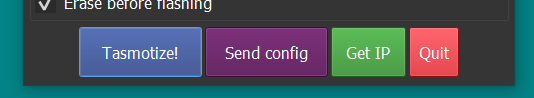 Erase before flashing
Tasmotize! Send config Get IP Quit